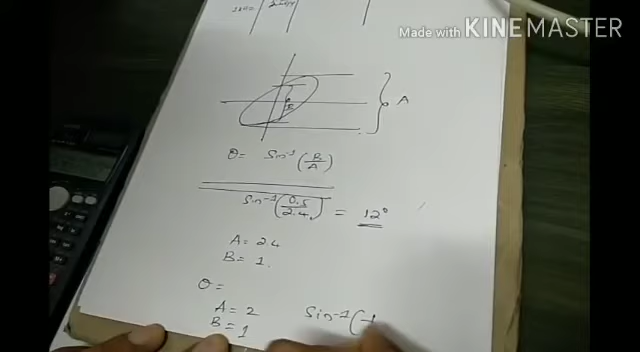 Made with KINEMASTER
A
B
θ = Sin⁻¹(B/A)
Sin⁻¹(0.5/2.4) = 12°
A = 2.4
B = 1.
θ =
A = 2
B = 1 Sin⁻¹(1